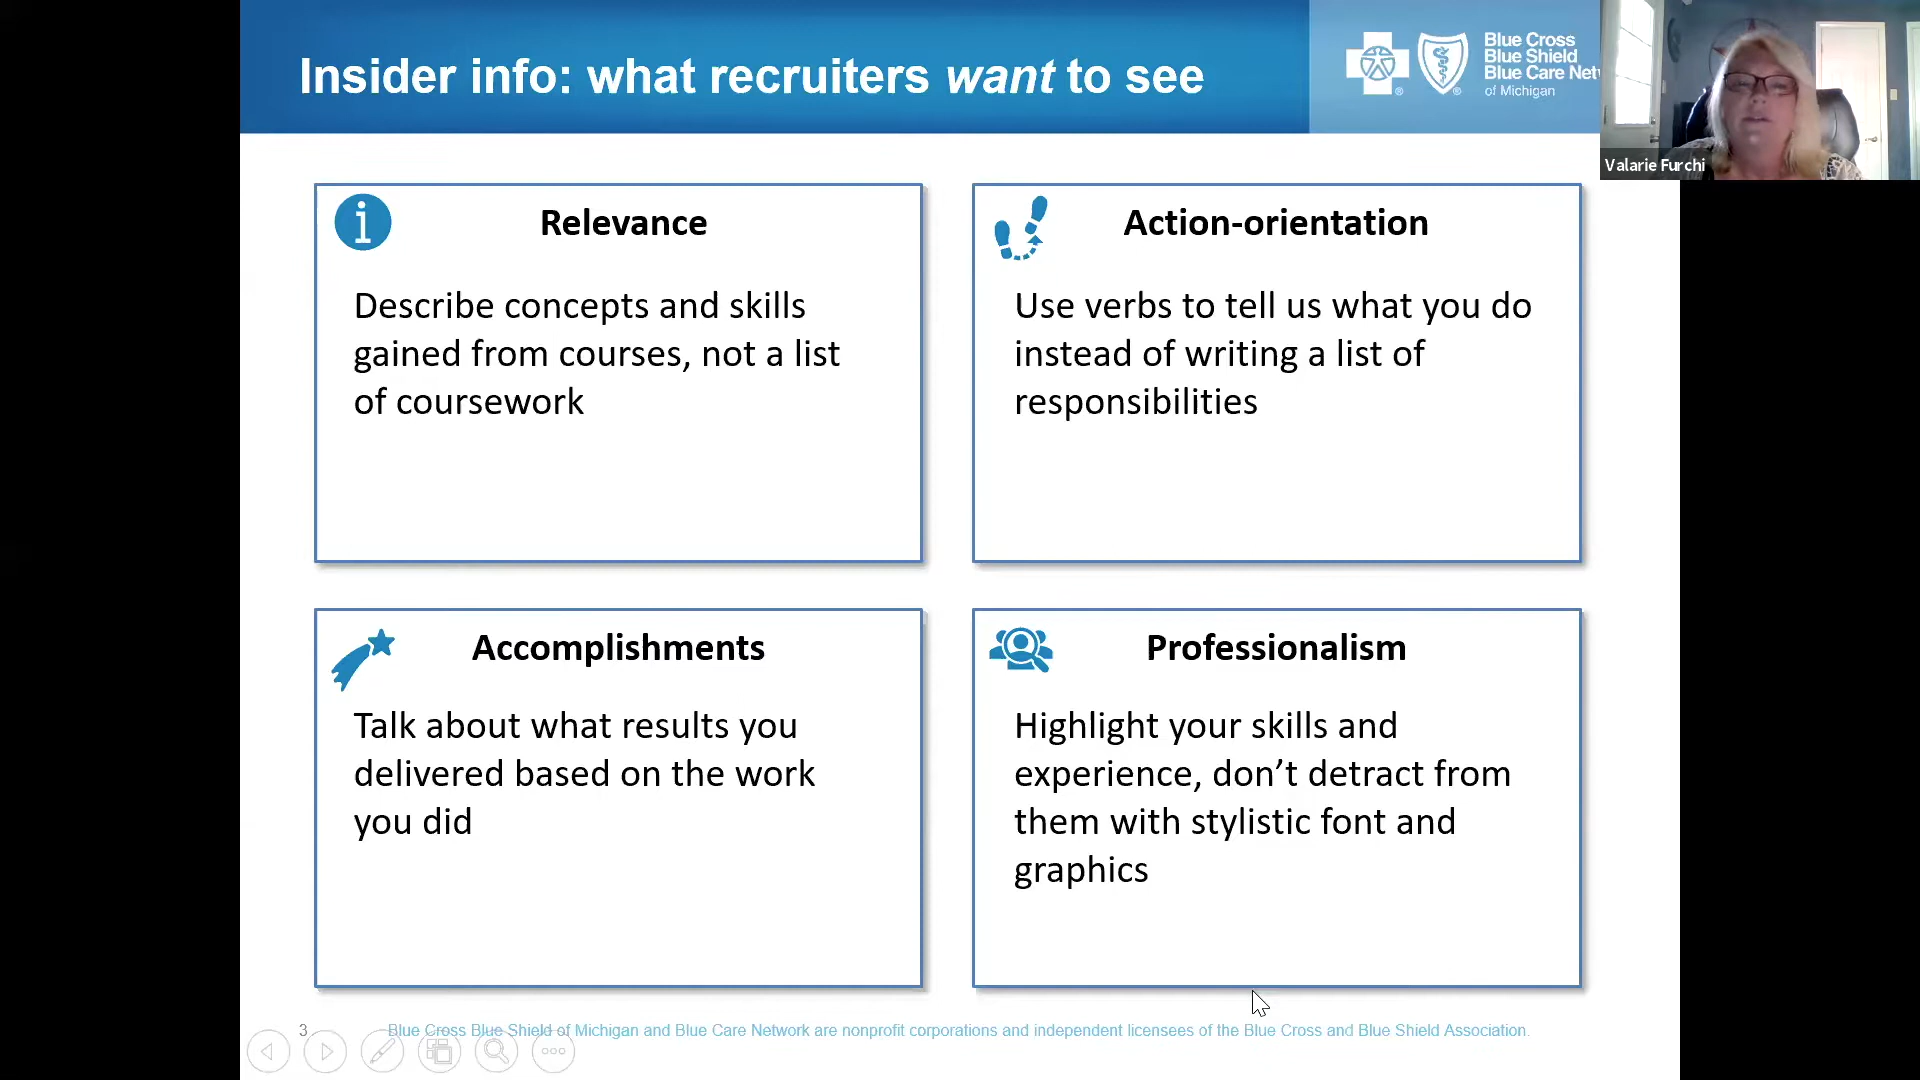 Insider info: what recruiters want to see
Blue Cross
Blue Shield
Blue Care Net
of Michigan
Valarie Furchi
Relevance
Describe concepts and skills
gained from courses, not a list
of coursework
Action-orientation
Use verbs to tell us what you do
instead of writing a list of
responsibilities
Accomplishments
Talk about what results you
delivered based on the work
you did
Professionalism
Highlight your skills and
experience, don’t detract from
them with stylistic font and
graphics
3
Blue Cross Blue Shield of Michigan and Blue Care Network are nonprofit corporations and independent licensees of the Blue Cross and Blue Shield Association.